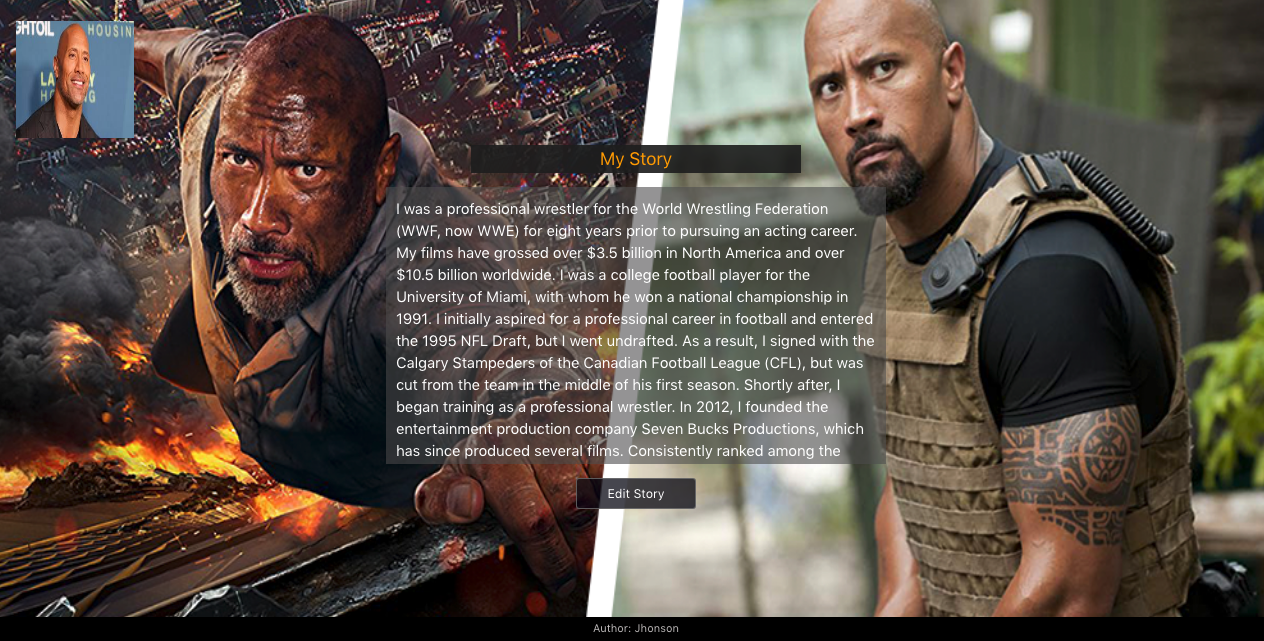 GHTOIL HOUSIN
My Story
I was a professional wrestler for the World Wrestling Federation
(WWF, now WWE) for eight years prior to pursuing an acting career.
My films have grossed over $3.5 billion in North America and over
$10.5 billion worldwide. I was a college football player for the
University of Miami, with whom he won a national championship in
1991. I initially aspired for a professional career in football and entered
the 1995 NFL Draft, but I went undrafted. As a result, I signed with the
Calgary Stampeders of the Canadian Football League (CFL), but was
cut from the team in the middle of his first season. Shortly after, I
began training as a professional wrestler. In 2012, I founded the
entertainment production company Seven Bucks Productions, which
has since produced several films. Consistently ranked among the
Edit Story
Author: Jhonson